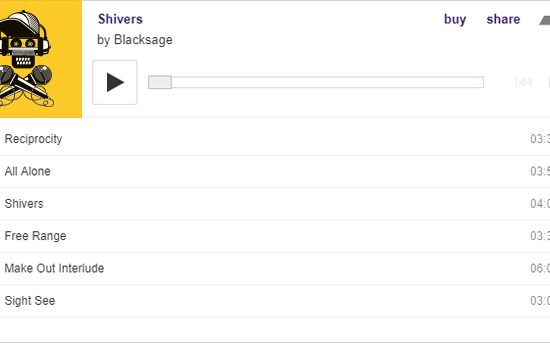 Shivers buy share
by Blacksage
Reciprocity 03:3
All Alone 03:5
Shivers 04:0
Free Range 03:3
Make Out Interlude 06:0
Sight See 03:0